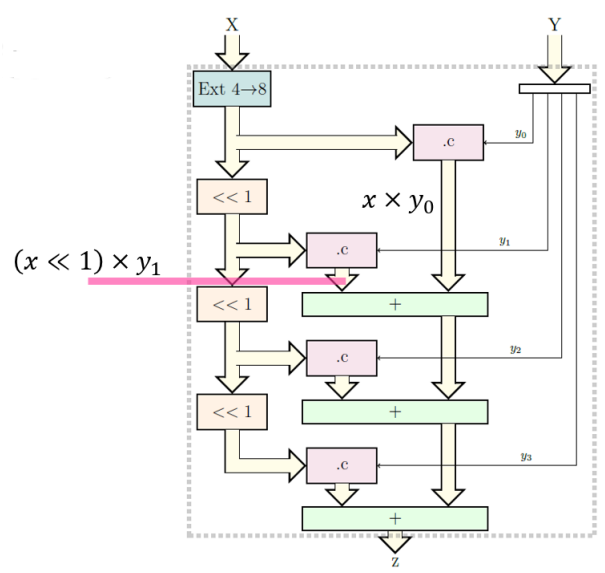 X
Y
Ext 4→8
.c
y₀
<< 1
x × y₀
y₁
(x ≪ 1) × y₁
.c
+
<< 1
y₂
.c
+
<< 1
y₃
.c
+
z